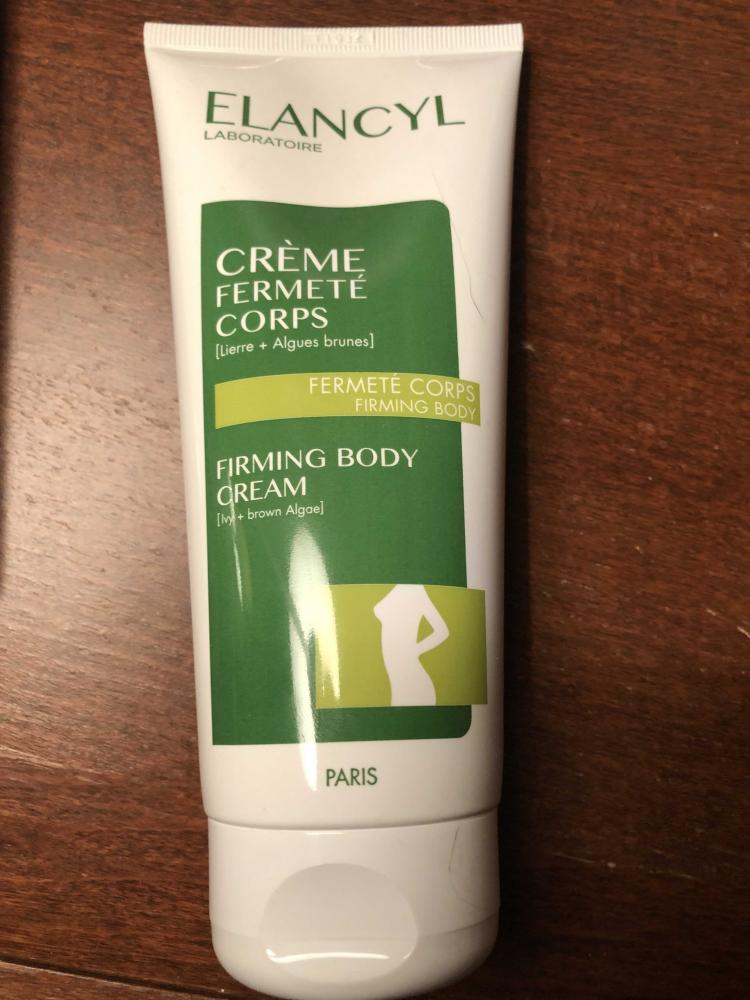 ELANCYL
LABORATOIRE
CRÈME
FERMETÉ
CORPS
[Lierre + Algues brunes]
FERMETÉ CORPS
FIRMING BODY
FIRMING BODY
CREAM
[Ivy + brown Algae]
PARIS